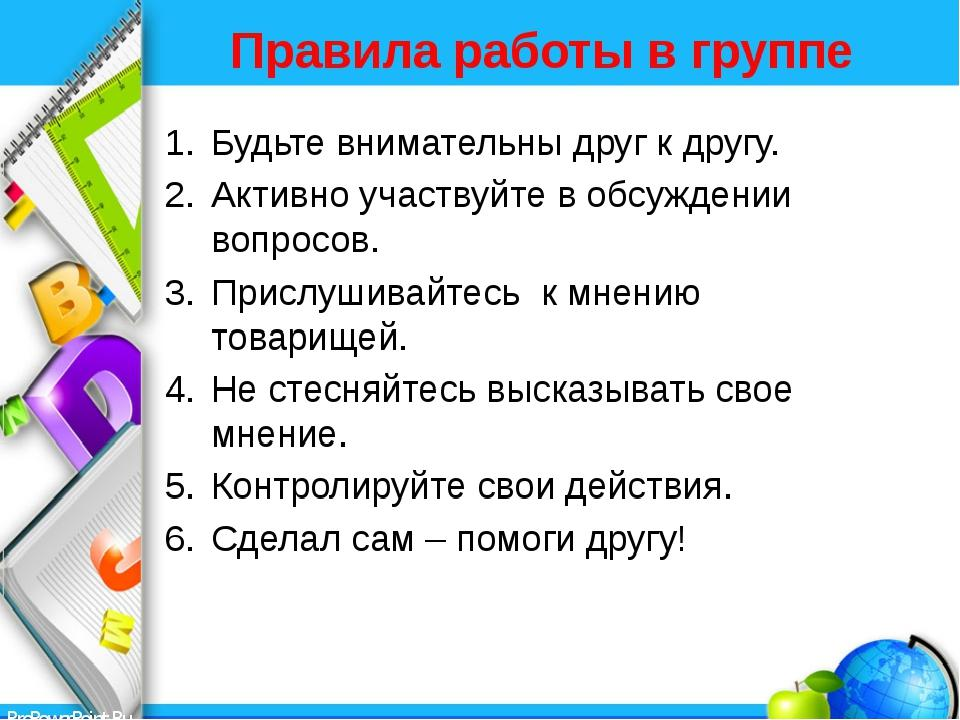 Правила работы в группе
1. Будьте внимательны друг к другу.
2. Активно участвуйте в обсуждении
вопросов.
3. Прислушивайтесь  к мнению
товарищей.
4. Не стесняйтесь высказывать свое
мнение.
5. Контролируйте свои действия.
6. Сделал сам – помоги другу!
ProPowerPoint.Ru